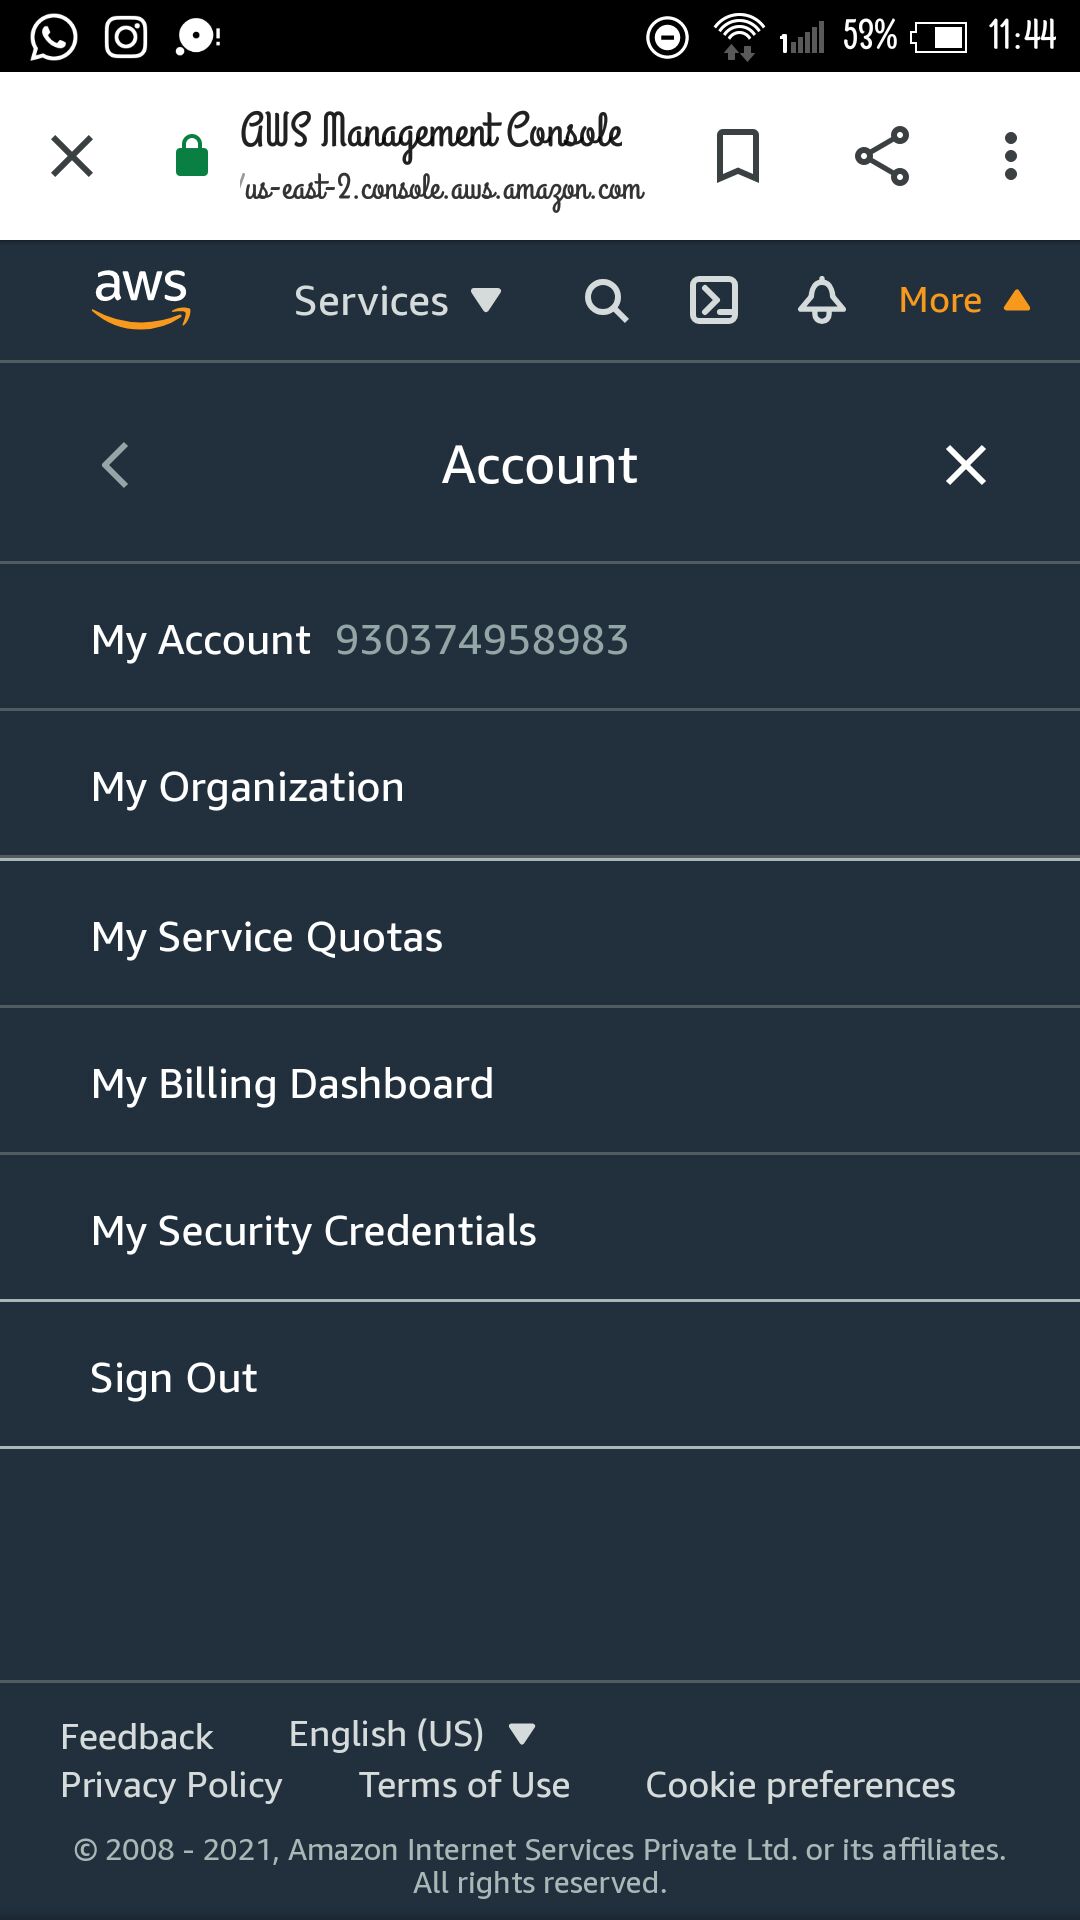 53% 11:44
AWS Management Console
us-east-2.console.aws.amazon.com
aws Services More
Account
My Account 930374958983
My Organization
My Service Quotas
My Billing Dashboard
My Security Credentials
Sign Out
Feedback English (US)
Privacy Policy Terms of Use Cookie preferences
© 2008 - 2021, Amazon Internet Services Private Ltd. or its affiliates.
All rights reserved.